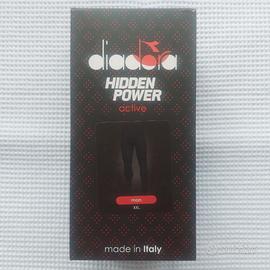 diadora
HIDDEN
POWER
active
man
XXL
made in Italy